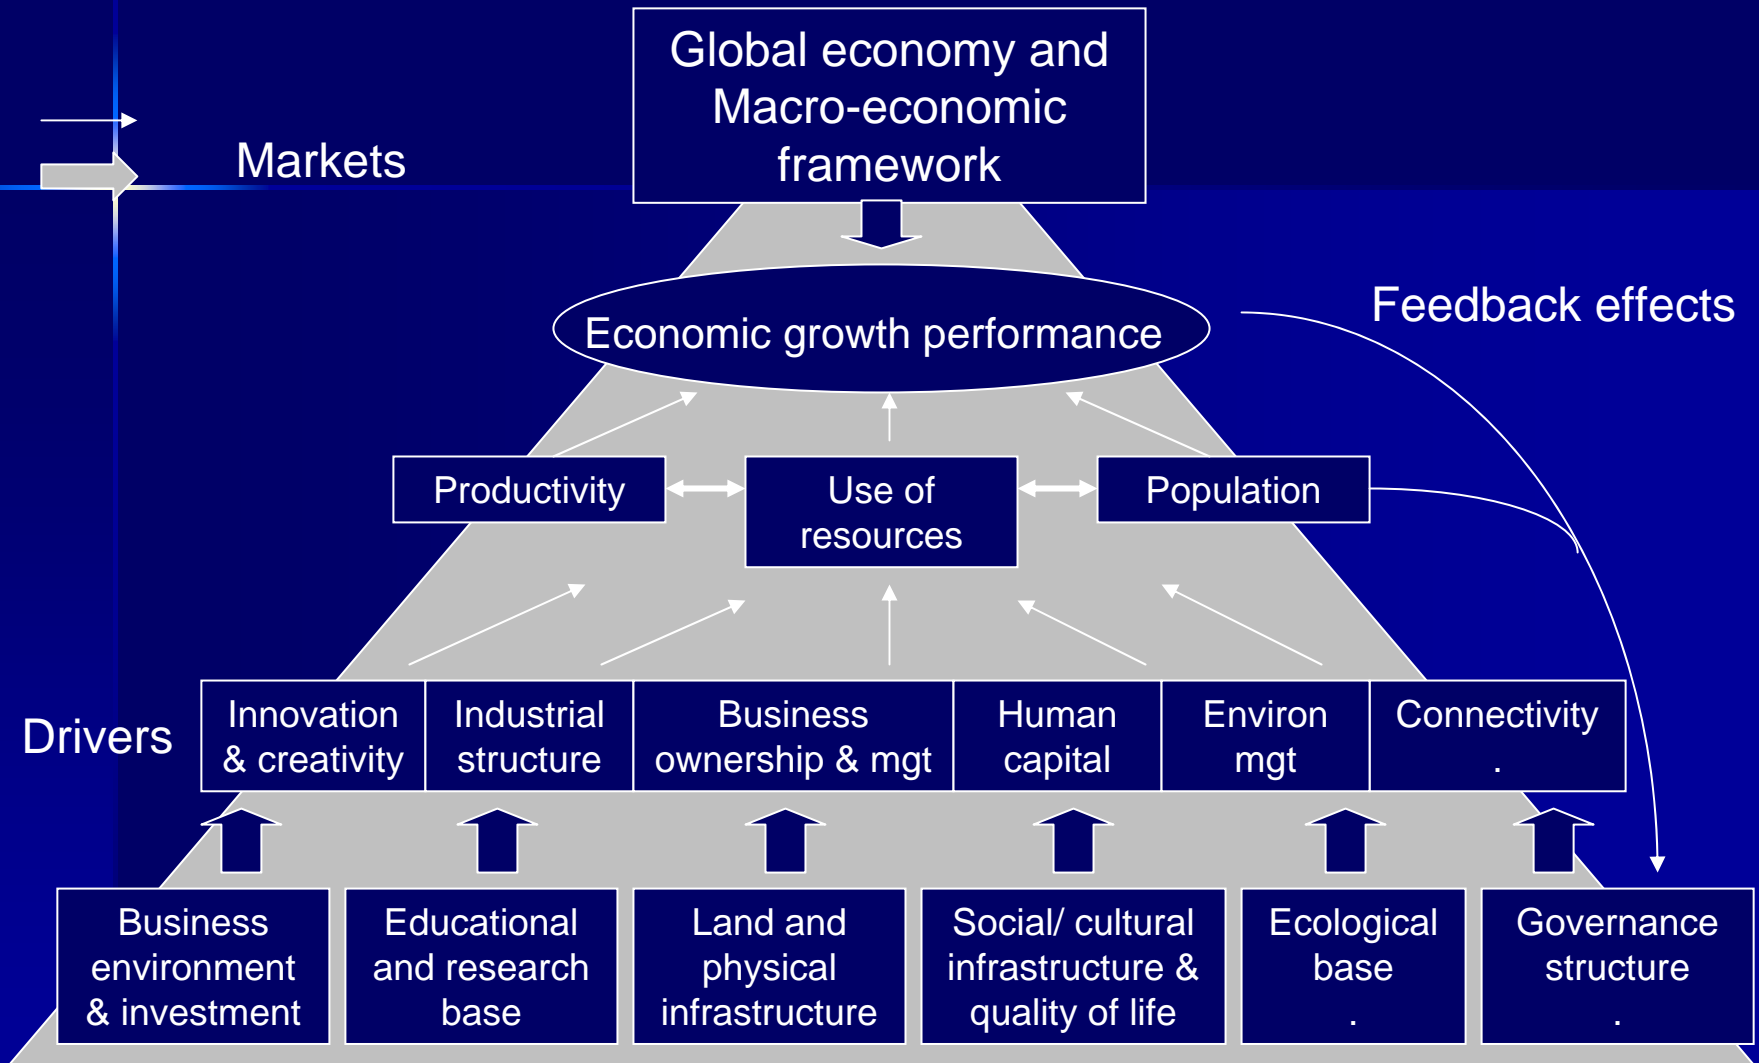 Global economy and
Macro-economic
framework
Markets
Feedback effects
Economic growth performance
Productivity
Use of
resources
Population
Drivers
Innovation
& creativity
Industrial
structure
Business
ownership & mgt
Human
capital
Environ
mgt
Connectivity
.
Business
environment
& investment
Educational
and research
base
Land and
physical
infrastructure
Social/ cultural
infrastructure &
quality of life
Ecological
base
.
Governance
structure
.